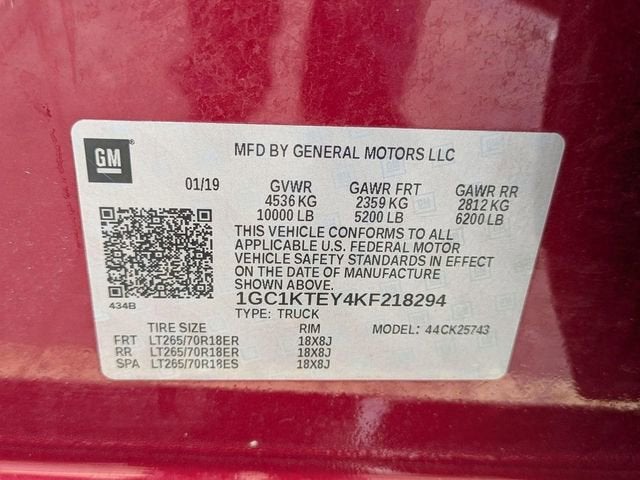 GM
MFD BY GENERAL MOTORS LLC
01/19 GVWR GAWR FRT GAWR RR
4536 KG 2359 KG 2812 KG
10000 LB 5200 LB 6200 LB
THIS VEHICLE CONFORMS TO ALL
APPLICABLE U.S. FEDERAL MOTOR
VEHICLE SAFETY STANDARDS IN EFFECT
ON THE DATE OF MANUFACTURE
SHOWN ABOVE.
434B
1GC1KTEY4KF218294
TYPE: TRUCK MODEL: 44CK25743
TIRE SIZE RIM
FRT LT265/70R18ER 18X8J
RR LT265/70R18ER 18X8J
SPA LT265/70R18ES 18X8J